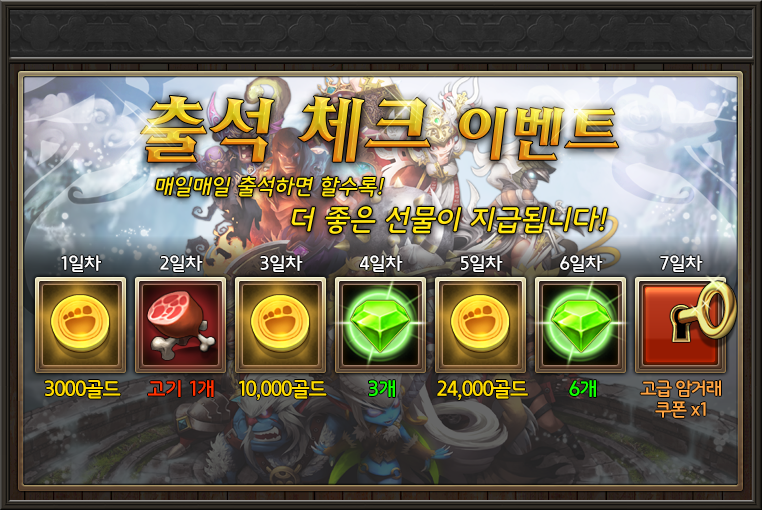 출석 체크 이벤트
매일매일 출석하면 할수록!
더 좋은 선물이 지급됩니다!
1일차 2일차 3일차 4일차 5일차 6일차 7일차
3000골드 고기 1개 10,000골드 3개 24,000골드 6개 고급 암거래
쿠폰 x1